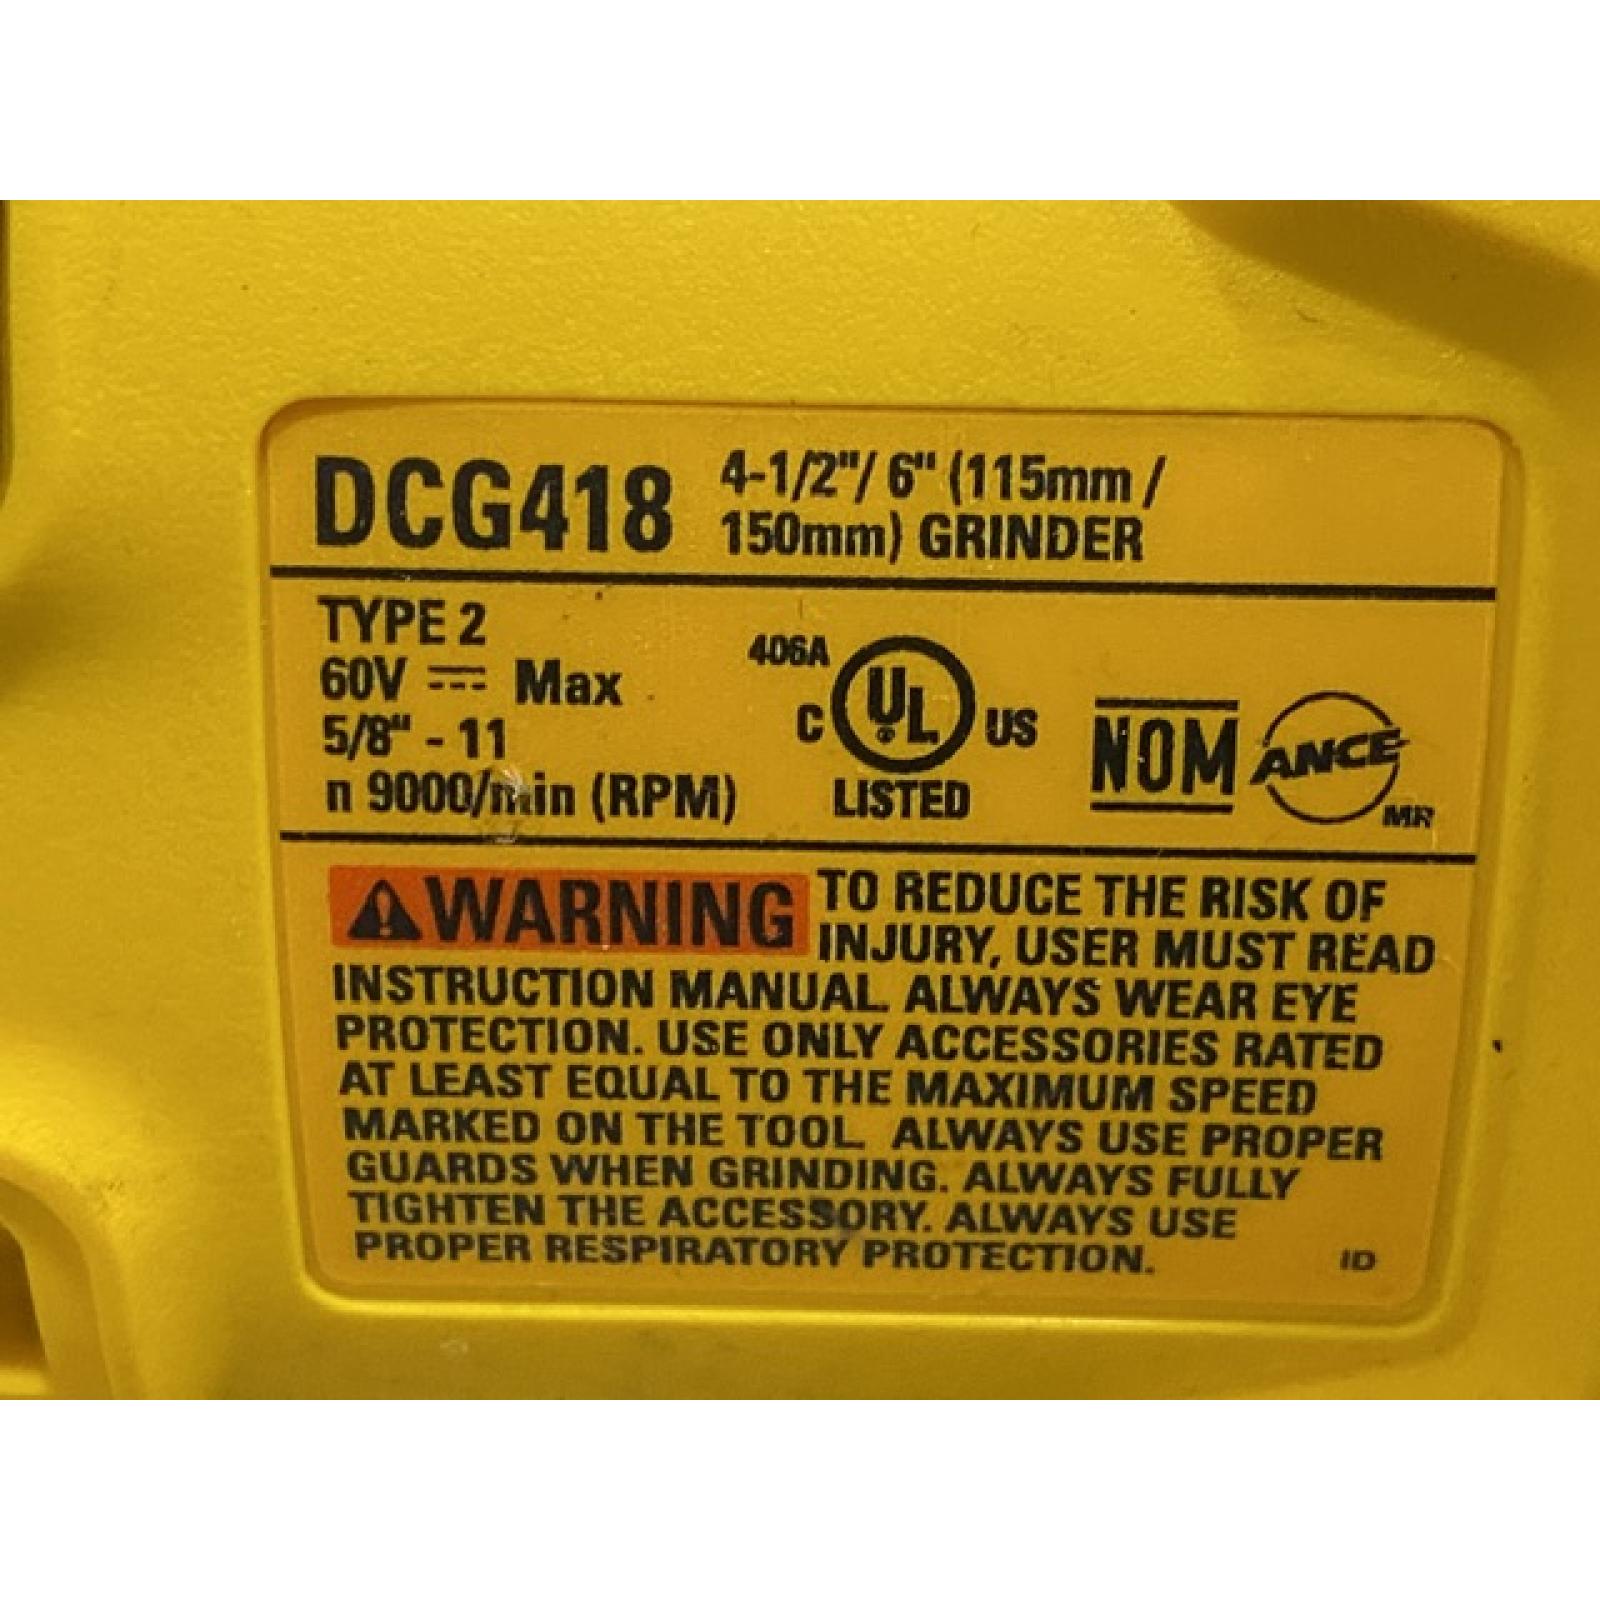 DCG418 4-1/2"/ 6" (115mm /
150mm) GRINDER
TYPE 2
60V ⎓ Max
5/8" - 11
n 9000/min (RPM)
406A
C UL US
LISTED
NOM ANCE MR
WARNING TO REDUCE THE RISK OF
INJURY, USER MUST READ
INSTRUCTION MANUAL. ALWAYS WEAR EYE
PROTECTION. USE ONLY ACCESSORIES RATED
AT LEAST EQUAL TO THE MAXIMUM SPEED
MARKED ON THE TOOL. ALWAYS USE PROPER
GUARDS WHEN GRINDING. ALWAYS FULLY
TIGHTEN THE ACCESSORY. ALWAYS USE
PROPER RESPIRATORY PROTECTION.
ID